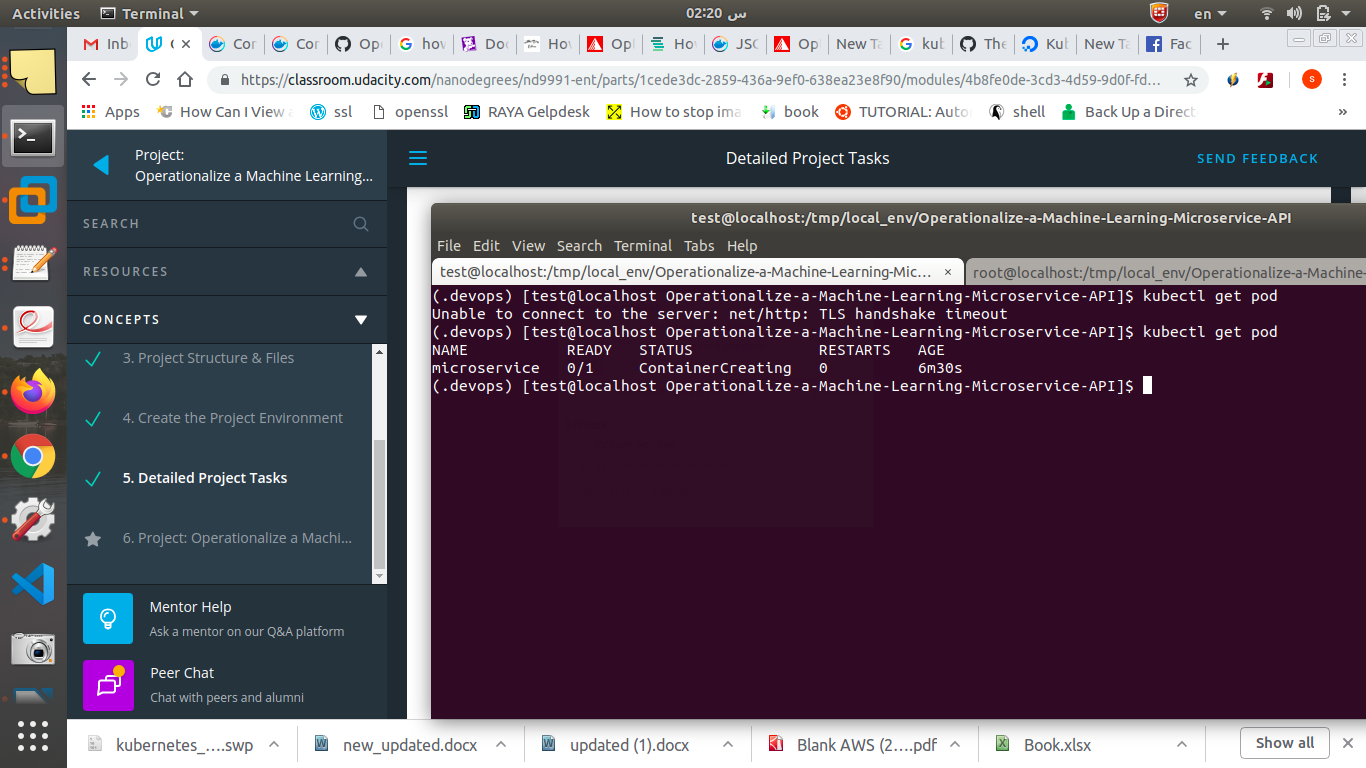 Activities
Terminal
02:20 س
en
Inb
C
Cor
Cor
Ope
hov
Doc
Hov
Op
Hov
JSC
Op
New Ta
kub
The
Kub
New Ta
Fac
https://classroom.udacity.com/nanodegrees/nd9991-ent/parts/1cede3dc-2859-436a-9ef0-638ea23e8f90/modules/4b8fe0de-3cd3-4d59-9d0f-fd…
S
Apps
How Can I View a
ssl
openssl
RAYA Gelpdesk
How to stop ima
book
TUTORIAL: Auto
shell
Back Up a Direct
»
Project:
Operationalize a Machine Learning...
Detailed Project Tasks
SEND FEEDBACK
SEARCH
RESOURCES
CONCEPTS
3. Project Structure & Files
4. Create the Project Environment
5. Detailed Project Tasks
6. Project: Operationalize a Machi...
Mentor Help
Ask a mentor on our Q&A platform
Peer Chat
Chat with peers and alumni
test@localhost:/tmp/local_env/Operationalize-a-Machine-Learning-Microservice-API
File Edit View Search Terminal Tabs Help
test@localhost:/tmp/local_env/Operationalize-a-Machine-Learning-Mic... ×
root@localhost:/tmp/local_env/Operationalize-a-Machine-
(.devops) [test@localhost Operationalize-a-Machine-Learning-Microservice-API]$ kubectl get pod
Unable to connect to the server: net/http: TLS handshake timeout
(.devops) [test@localhost Operationalize-a-Machine-Learning-Microservice-API]$ kubectl get pod
NAME READY STATUS RESTARTS AGE
microservice 0/1 ContainerCreating 0 6m30s
(.devops) [test@localhost Operationalize-a-Machine-Learning-Microservice-API]$
kubernetes_....swp
new_updated.docx
updated (1).docx
Blank AWS (2....pdf
Book.xlsx
Show all